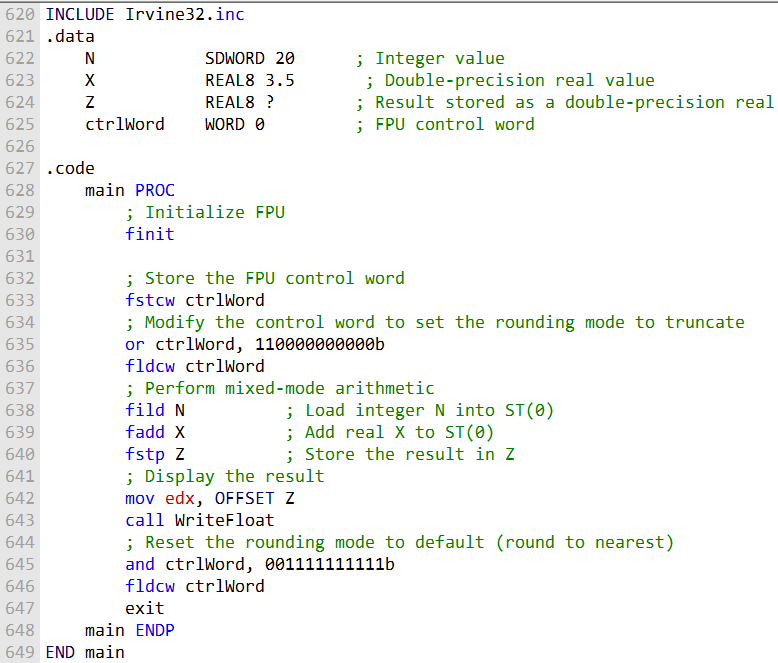 620 INCLUDE Irvine32.inc
621 .data
622     N           SDWORD 20      ; Integer value
623     X           REAL8 3.5       ; Double-precision real value
624     Z           REAL8 ?        ; Result stored as a double-precision real
625     ctrlWord    WORD 0         ; FPU control word
626
627 .code
628     main PROC
629         ; Initialize FPU
630         finit
631
632         ; Store the FPU control word
633         fstcw ctrlWord
634         ; Modify the control word to set the rounding mode to truncate
635         or ctrlWord, 110000000000b
636         fldcw ctrlWord
637         ; Perform mixed-mode arithmetic
638         fild N          ; Load integer N into ST(0)
639         fadd X          ; Add real X to ST(0)
640         fstp Z          ; Store the result in Z
641         ; Display the result
642         mov edx, OFFSET Z
643         call WriteFloat
644         ; Reset the rounding mode to default (round to nearest)
645         and ctrlWord, 001111111111b
646         fldcw ctrlWord
647         exit
648     main ENDP
649 END main